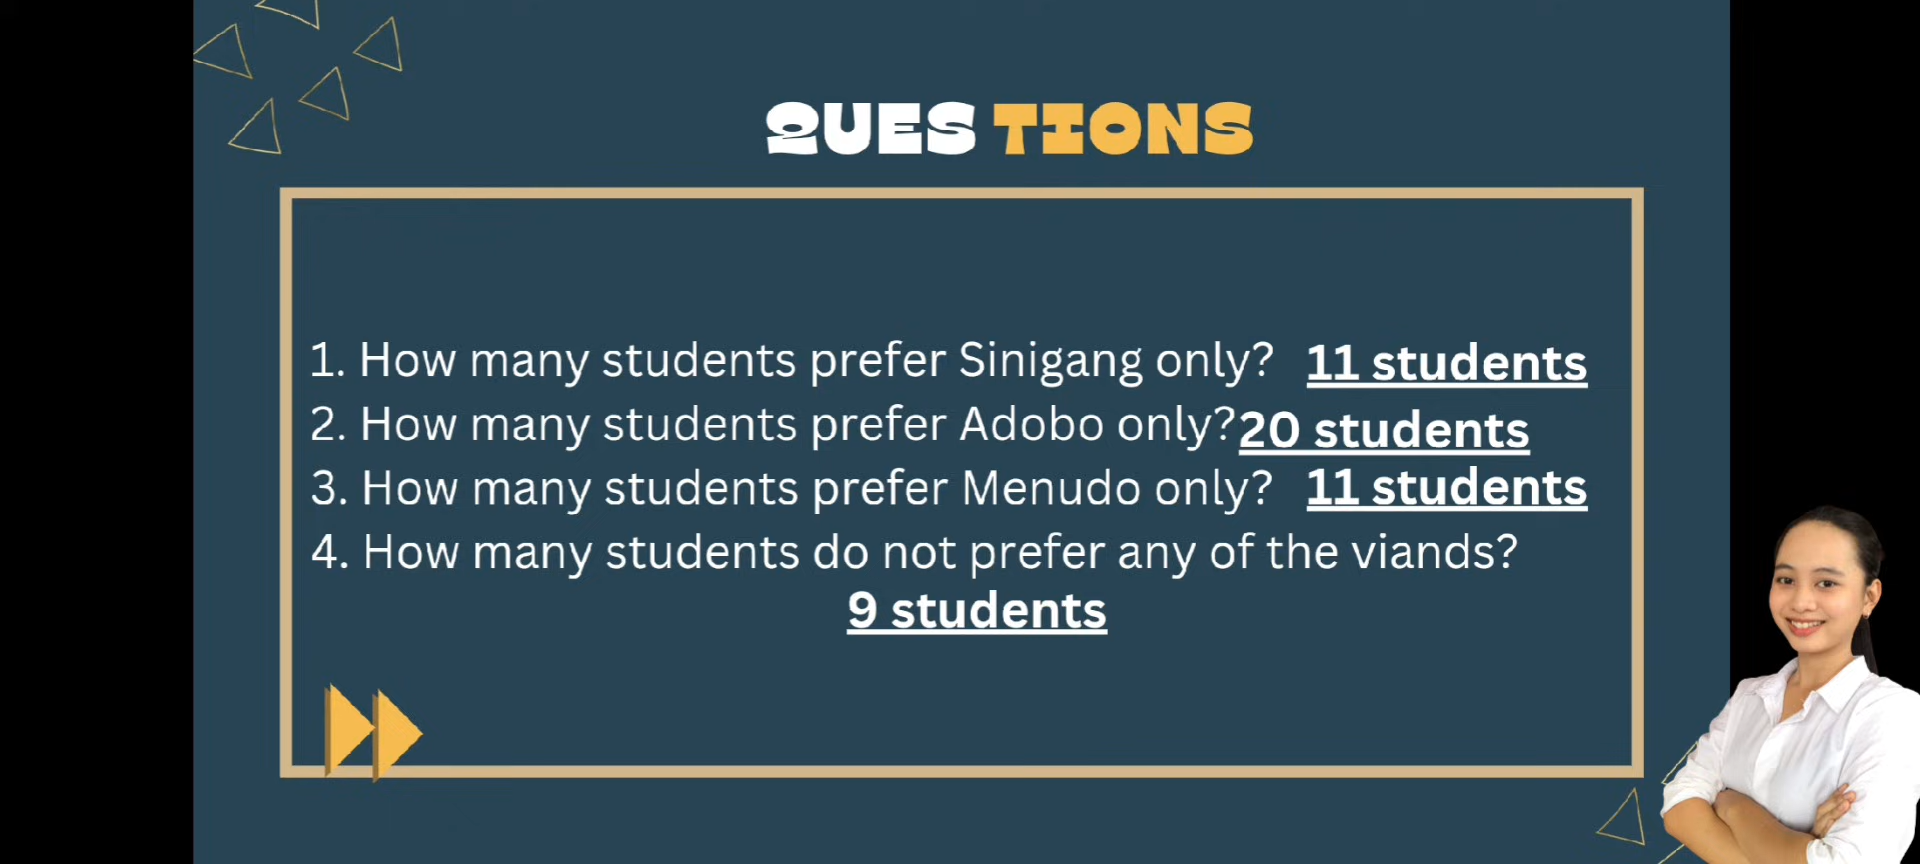 QUES TIONS
1. How many students prefer Sinigang only? 11 students
2. How many students prefer Adobo only? 20 students
3. How many students prefer Menudo only? 11 students
4. How many students do not prefer any of the viands?
9 students